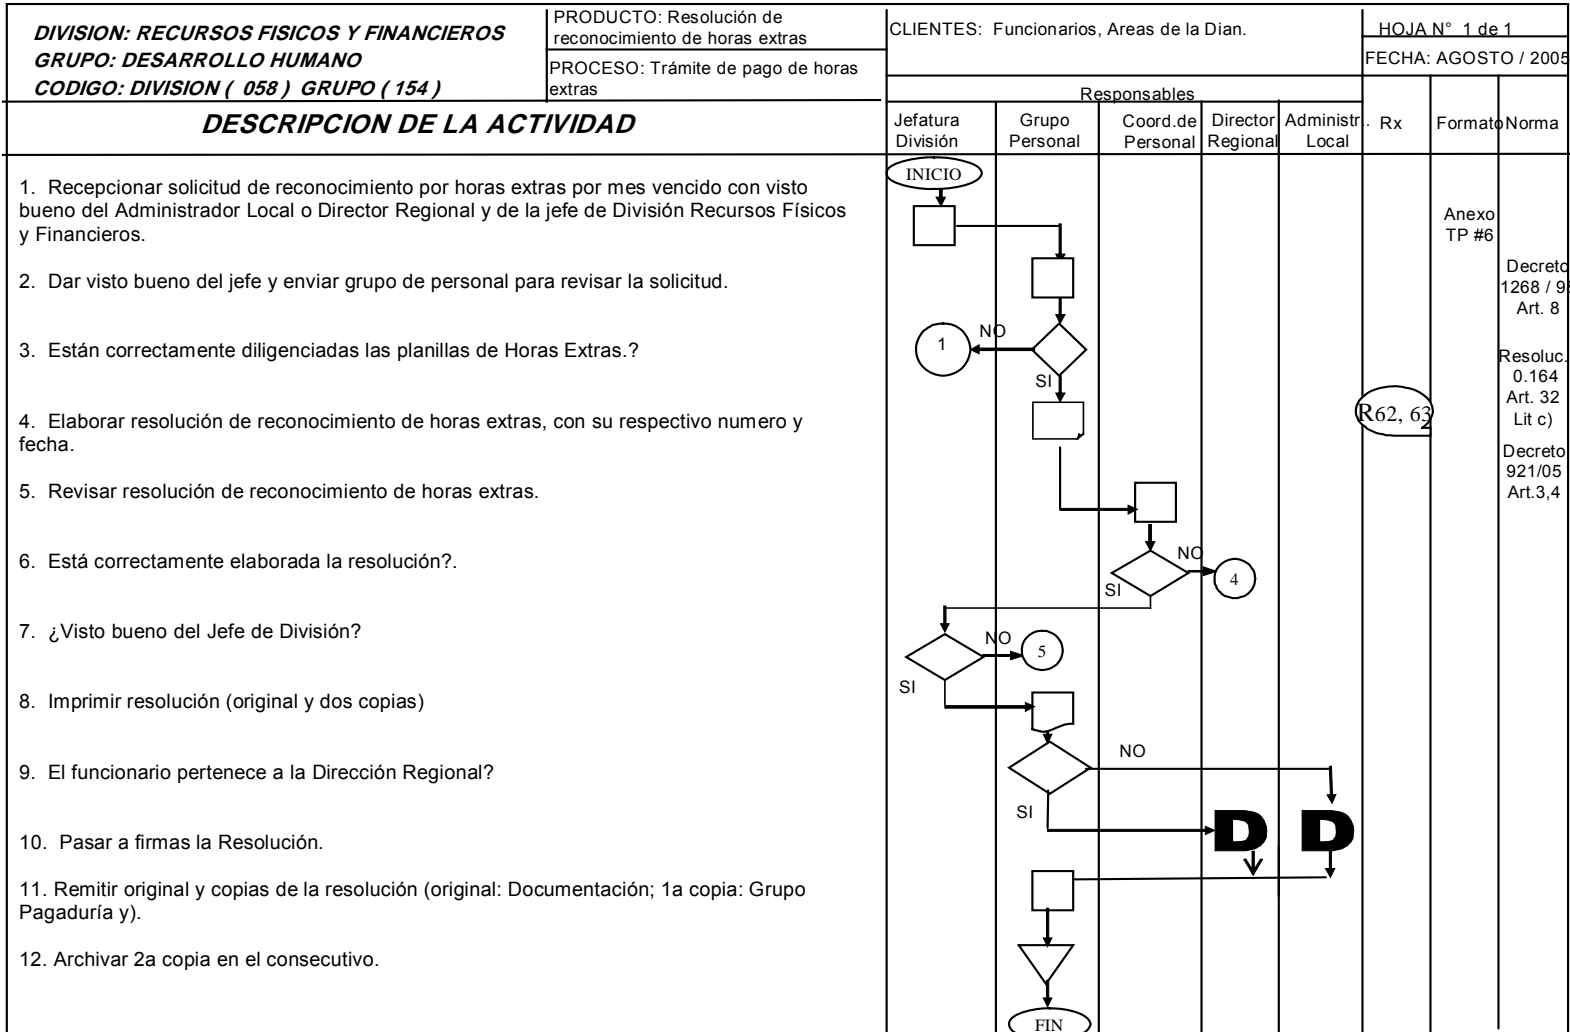 DIVISION: RECURSOS FISICOS Y FINANCIEROS
GRUPO: DESARROLLO HUMANO
CODIGO: DIVISION ( 058 ) GRUPO ( 154 )
PRODUCTO: Resolución de
reconocimiento de horas extras
PROCESO: Trámite de pago de horas
extras
CLIENTES: Funcionarios, Areas de la Dian.
HOJA N° 1 de 1
FECHA: AGOSTO / 2005
Responsables
DESCRIPCION DE LA ACTIVIDAD
Jefatura
División
Grupo
Personal
Coord.de
Personal
Director
Regional
Administr..
Local
Rx
Formato
Norma
1. Recepcionar solicitud de reconocimiento por horas extras por mes vencido con visto
bueno del Administrador Local o Director Regional y de la jefe de División Recursos Físicos
y Financieros.
2. Dar visto bueno del jefe y enviar grupo de personal para revisar la solicitud.
3. Están correctamente diligenciadas las planillas de Horas Extras.?
4. Elaborar resolución de reconocimiento de horas extras, con su respectivo numero y
fecha.
5. Revisar resolución de reconocimiento de horas extras.
6. Está correctamente elaborada la resolución?.
7. ¿Visto bueno del Jefe de División?
8. Imprimir resolución (original y dos copias)
9. El funcionario pertenece a la Dirección Regional?
10. Pasar a firmas la Resolución.
11. Remitir original y copias de la resolución (original: Documentación; 1a copia: Grupo
Pagaduría y).
12. Archivar 2a copia en el consecutivo.
INICIO
NO
1
SI
NO
4
SI
NO
5
SI
NO
SI
D
D
FIN
R62, 63
Anexo
TP #6
Decreto
1268 /
Art. 8
Resoluc.
0.164
Art. 32
Lit c)
Decreto
921/05
Art.3,4